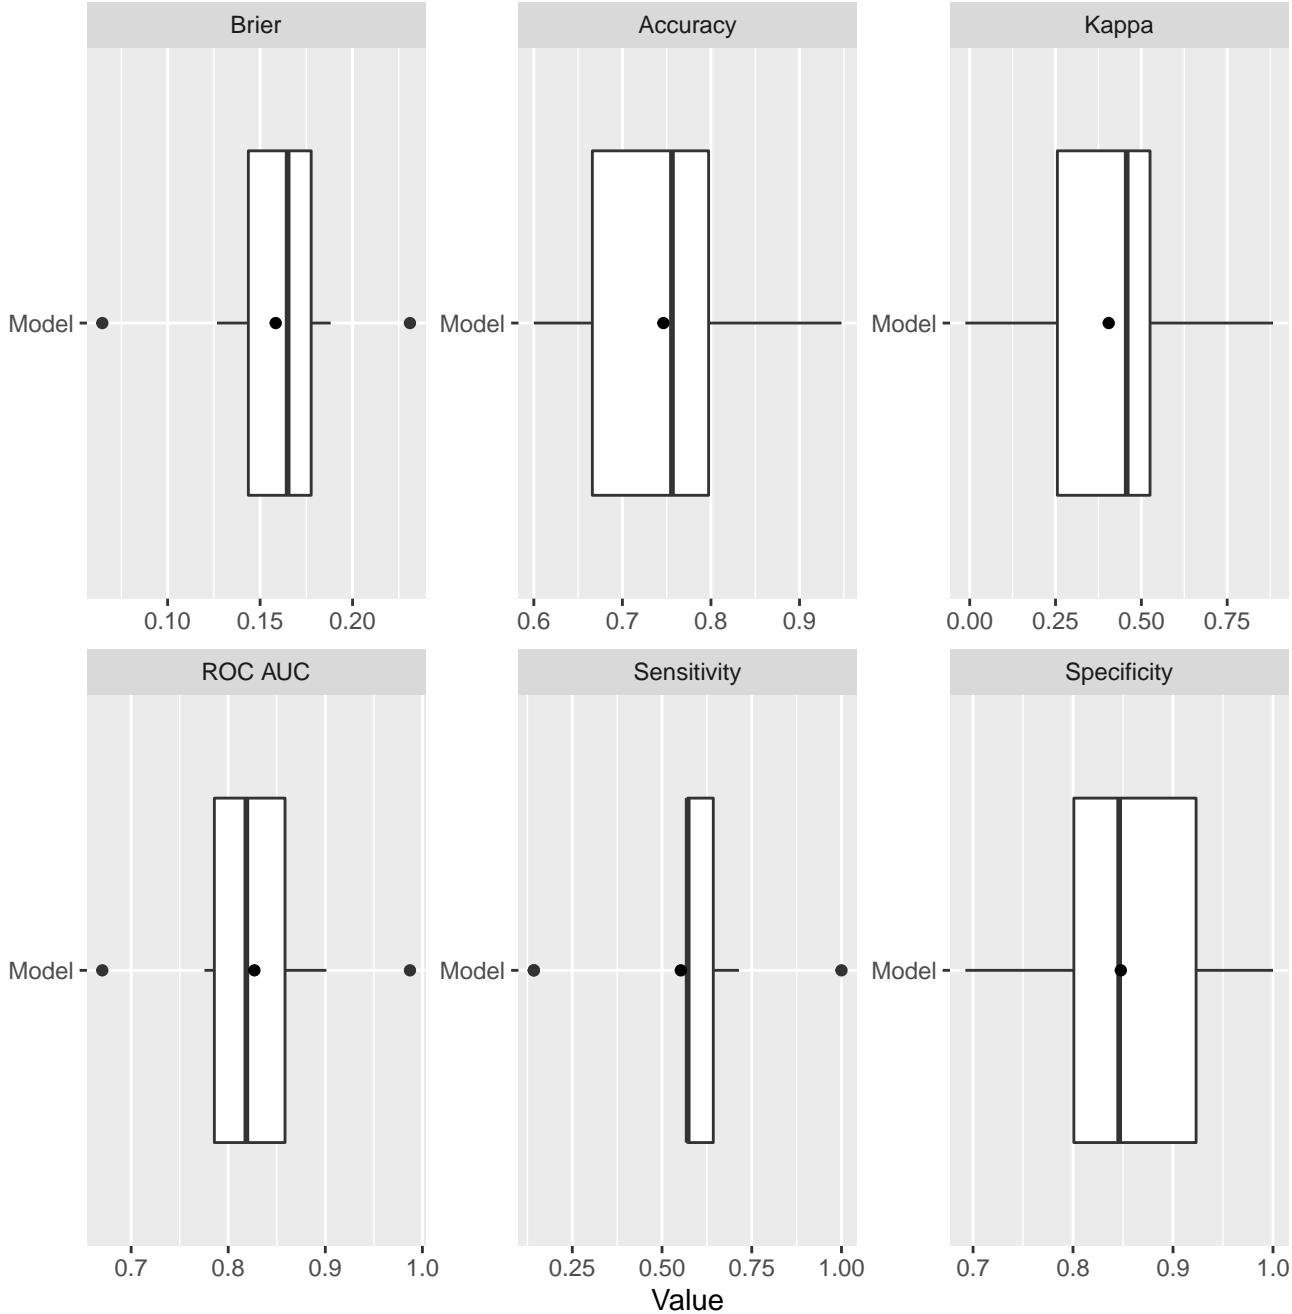 Brier
Accuracy
Kappa
Model
Model
Model
0.10 0.15 0.20
0.6 0.7 0.8 0.9
0.00 0.25 0.50 0.75
ROC AUC
Sensitivity
Specificity
Model
Model
Model
0.7 0.8 0.9 1.0
0.25 0.50 0.75 1.00
0.7 0.8 0.9 1.0
Value